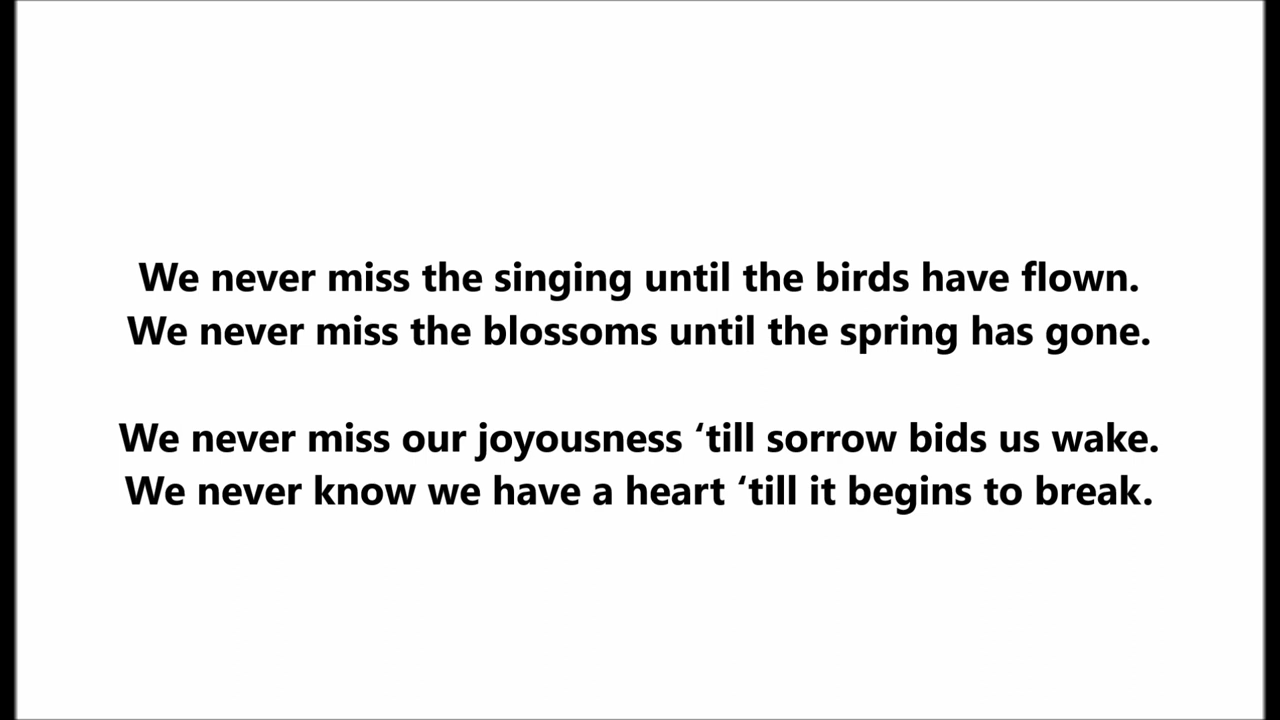 We never miss the singing until the birds have flown.
We never miss the blossoms until the spring has gone.
We never miss our joyousness ‘till sorrow bids us wake.
We never know we have a heart ‘till it begins to break.